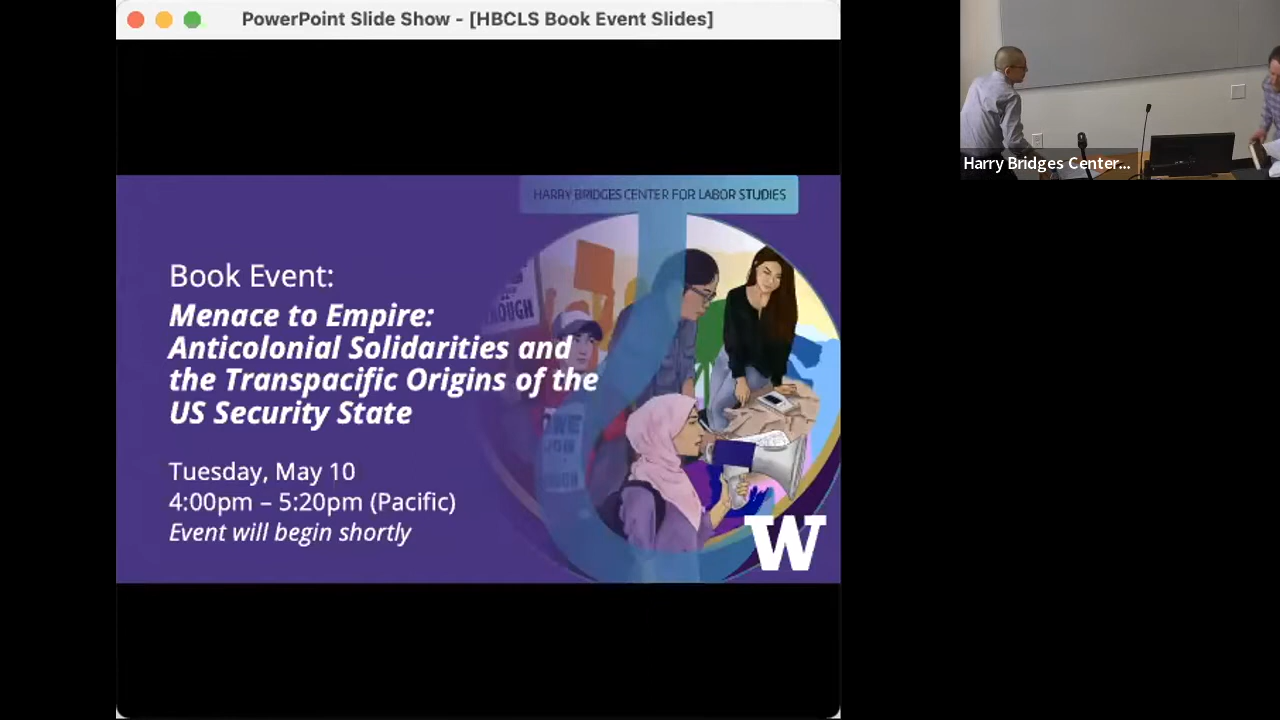 PowerPoint Slide Show - [HBCLS Book Event Slides]
HARRY BRIDGES CENTER FOR LABOR STUDIES
Book Event:
Menace to Empire:
Anticolonial Solidarities and
the Transpacific Origins of the
US Security State
Tuesday, May 10
4:00pm – 5:20pm (Pacific)
Event will begin shortly
W
Harry Bridges Center...